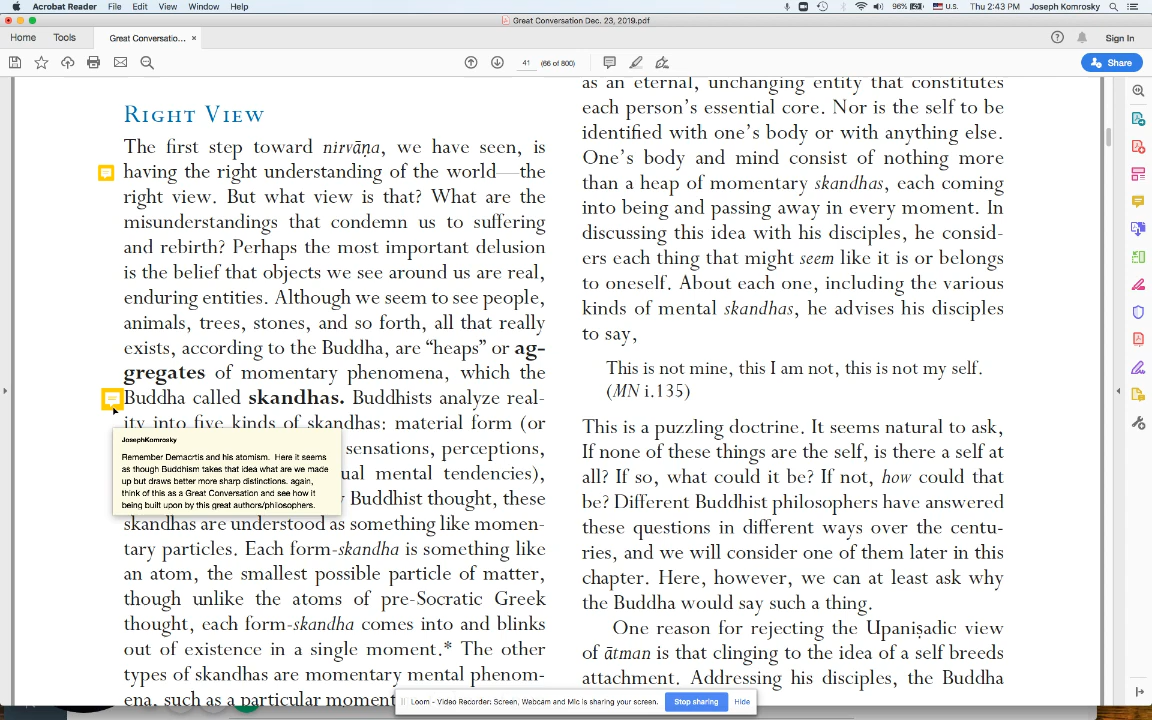 Acrobat Reader File Edit View Window Help 96% U.S. Thu 2:43 PM Joseph Komrosky
Great Conversation Dec. 23, 2019.pdf
Home Tools Great Conversatio... × Sign In
41 (66 of 800) Share
RIGHT VIEW
The first step toward nirvāṇa, we have seen, is
having the right understanding of the world—the
right view. But what view is that? What are the
misunderstandings that condemn us to suffering
and rebirth? Perhaps the most important delusion
is the belief that objects we see around us are real,
enduring entities. Although we seem to see people,
animals, trees, stones, and so forth, all that really
exists, according to the Buddha, are “heaps” or ag-
gregates of momentary phenomena, which the
Buddha called skandhas. Buddhists analyze real-
ity into five kinds of skandhas: material form (or
sensations, perceptions,
ual mental tendencies),
Buddhist thought, these
skandhas are understood as something like momen-
tary particles. Each form-skandha is something like
an atom, the smallest possible particle of matter,
though unlike the atoms of pre-Socratic Greek
thought, each form-skandha comes into and blinks
out of existence in a single moment.* The other
types of skandhas are momentary mental phenom-
ena, such as a particular moment
JosephKomrosky
Remember Demacrtis and his atomism. Here it seems
as though Buddhism takes that idea what are we made
up but draws better more sharp distinctions. again,
think of this as a Great Conversation and see how it
being built upon by this great authors/philosophers.
as an eternal, unchanging entity that constitutes
each person’s essential core. Nor is the self to be
identified with one’s body or with anything else.
One’s body and mind consist of nothing more
than a heap of momentary skandhas, each coming
into being and passing away in every moment. In
discussing this idea with his disciples, he consid-
ers each thing that might seem like it is or belongs
to oneself. About each one, including the various
kinds of mental skandhas, he advises his disciples
to say,
This is not mine, this I am not, this is not my self.
(MN i.135)
This is a puzzling doctrine. It seems natural to ask,
If none of these things are the self, is there a self at
all? If so, what could it be? If not, how could that
be? Different Buddhist philosophers have answered
these questions in different ways over the centu-
ries, and we will consider one of them later in this
chapter. Here, however, we can at least ask why
the Buddha would say such a thing.
One reason for rejecting the Upaniṣadic view
of ātman is that clinging to the idea of a self breeds
attachment. Addressing his disciples, the Buddha
Loom - Video Recorder: Screen, Webcam and Mic is sharing your screen. Stop sharing Hide